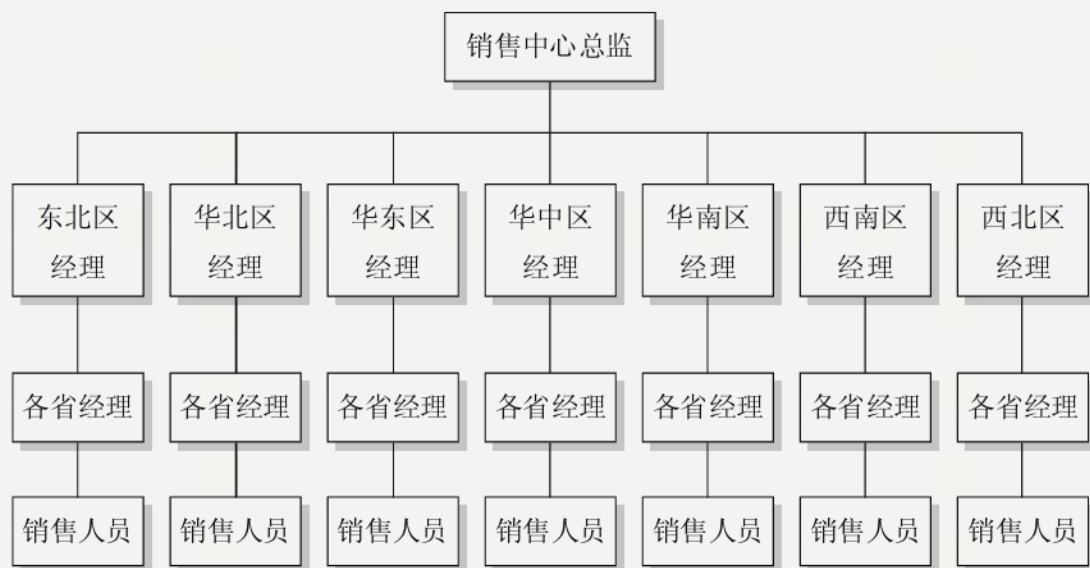 销售中心总监
东北区
经理
华北区
经理
华东区
经理
华中区
经理
华南区
经理
西南区
经理
西北区
经理
各省经理
各省经理
各省经理
各省经理
各省经理
各省经理
各省经理
销售人员
销售人员
销售人员
销售人员
销售人员
销售人员
销售人员